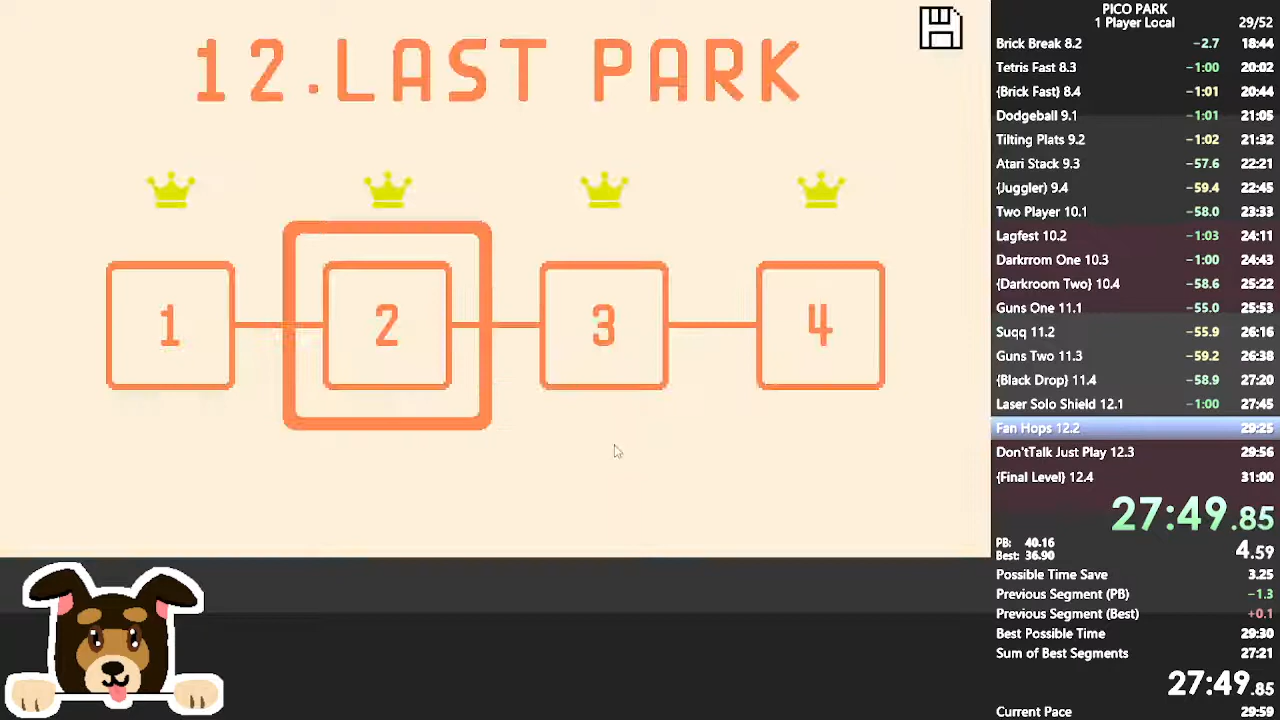 12.LAST PARK
1
2
3
4
PICO PARK
1 Player Local 29/52
Brick Break 8.2 −2.7 18:44
Tetris Fast 8.3 −1:00 20:02
{Brick Fast} 8.4 −1:01 20:44
Dodgeball 9.1 −1:01 21:05
Tilting Plats 9.2 −1:02 21:32
Atari Stack 9.3 −57.6 22:21
{Juggler) 9.4 −59.4 22:45
Two Player 10.1 −58.0 23:33
Lagfest 10.2 −1:03 24:11
Darkrrom One 10.3 −1:00 24:43
{Darkroom Two} 10.4 −58.6 25:22
Guns One 11.1 −55.0 25:53
Suqq 11.2 −55.9 26:16
Guns Two 11.3 −59.2 26:38
{Black Drop} 11.4 −58.9 27:20
Laser Solo Shield 12.1 −1:00 27:45
Fan Hops 12.2 29:25
Don'tTalk Just Play 12.3 29:56
{Final Level} 12.4 31:00
27:49.85
PB: 40.16 4.59
Best: 36.90
Possible Time Save 3.25
Previous Segment (PB) −1.3
Previous Segment (Best) +0.1
Best Possible Time 29:30
Sum of Best Segments 27:21
27:49.85
Current Pace 29:59